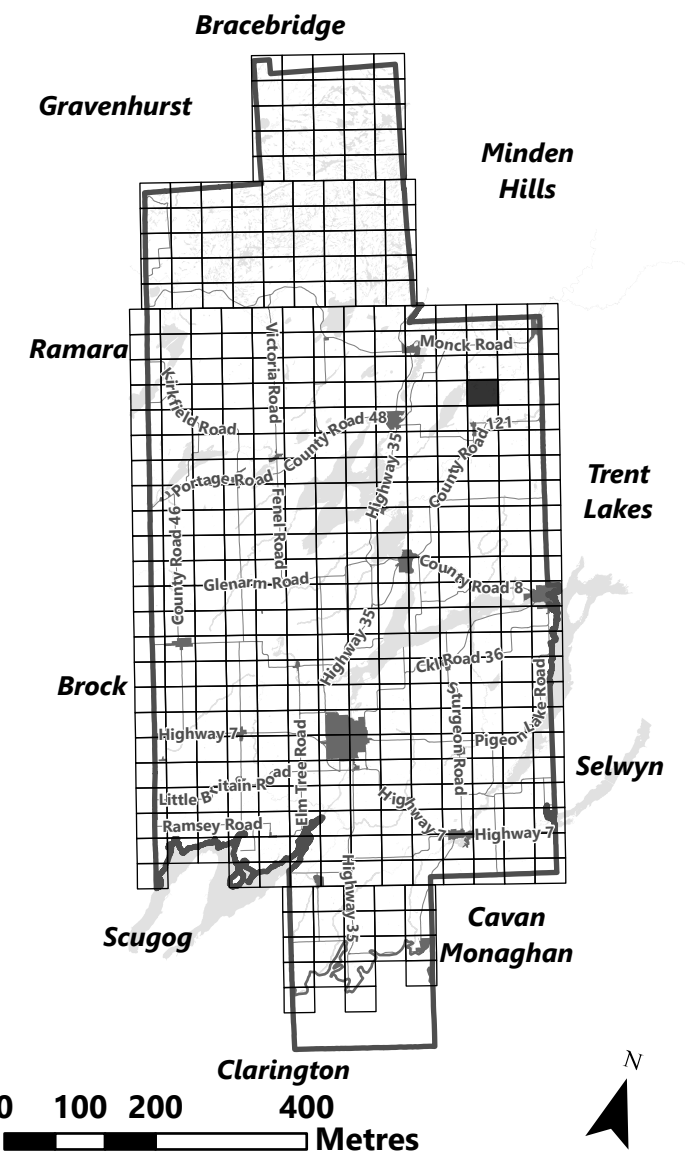 Bracebridge
Gravenhurst
Minden
Hills
Ramara
Monck Road
Victoria Road
Kirkfield Road
County Road 48
County Road 121
Highway 35
Portage Road
Trent
Lakes
Fenel Road
County Road 46
Glenarm Road
County Road 8
Highway 35
Ckl Road 36
Brock
Sturgeon Road
Pigeon Lake Road
Highway 7
Elm Tree Road
Selwyn
Little Britain Road
Highway 7
Ramsey Road
Highway 7
Highway 35
Scugog
Cavan
Monaghan
Clarington
N
0 100 200 400
Metres